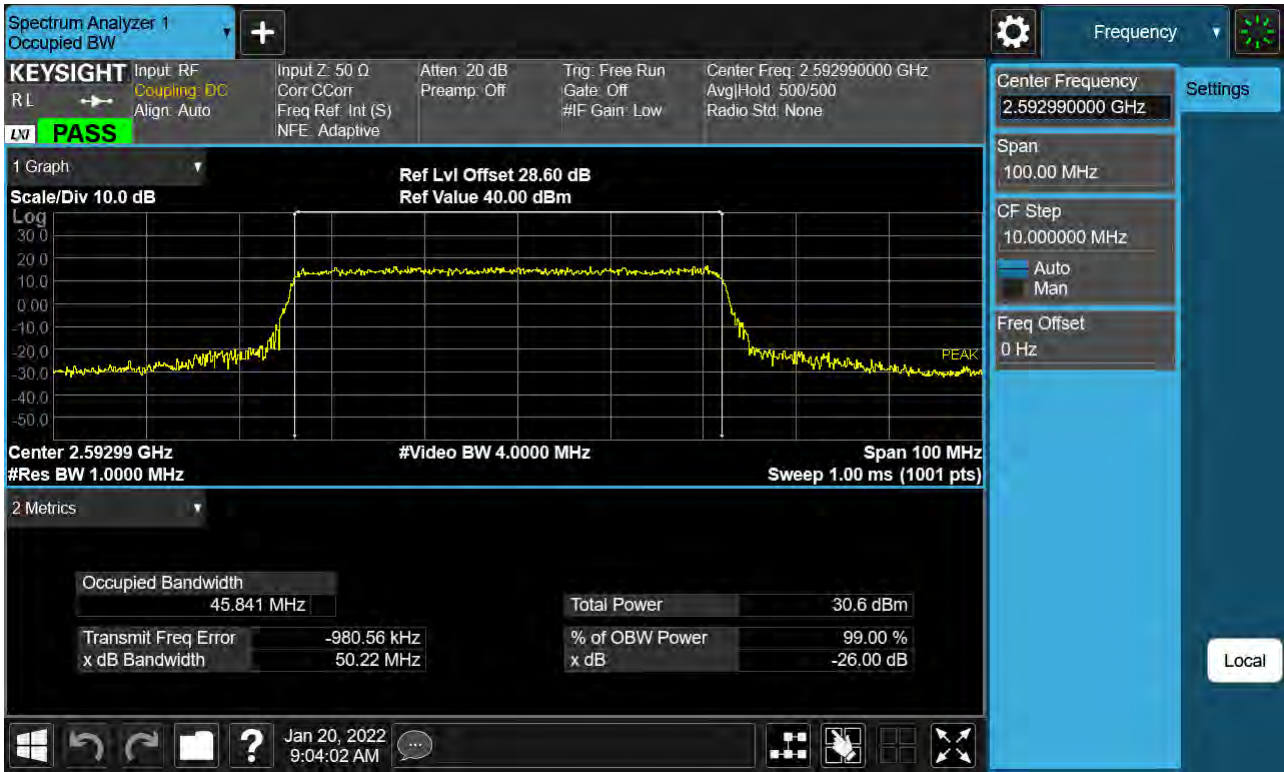 Spectrum Analyzer 1
Occupied BW
+
Frequency
KEYSIGHT
R L
LXI
PASS
Input: RF
Coupling: DC
Align: Auto
Input Z: 50 Ω
Corr CCorr
Freq Ref: Int (S)
NFE: Adaptive
Atten: 20 dB
Preamp: Off
Trig: Free Run
Gate: Off
#IF Gain: Low
Center Freq: 2.592990000 GHz
Avg|Hold: 500/500
Radio Std: None
Center Frequency
2.592990000 GHz
Settings
Span
100.00 MHz
CF Step
10.000000 MHz
Auto
Man
Freq Offset
0 Hz
Local
1 Graph
Scale/Div 10.0 dB
Ref Lvl Offset 28.60 dB
Ref Value 40.00 dBm
Log
30.0
20.0
10.0
0.00
-10.0
-20.0
-30.0
-40.0
-50.0
PEAK
Center 2.59299 GHz
#Video BW 4.0000 MHz
Span 100 MHz
#Res BW 1.0000 MHz
Sweep 1.00 ms (1001 pts)
2 Metrics
Occupied Bandwidth
45.841 MHz
Total Power 30.6 dBm
Transmit Freq Error -980.56 kHz
% of OBW Power 99.00 %
x dB Bandwidth 50.22 MHz
x dB -26.00 dB
?
Jan 20, 2022
9:04:02 AM